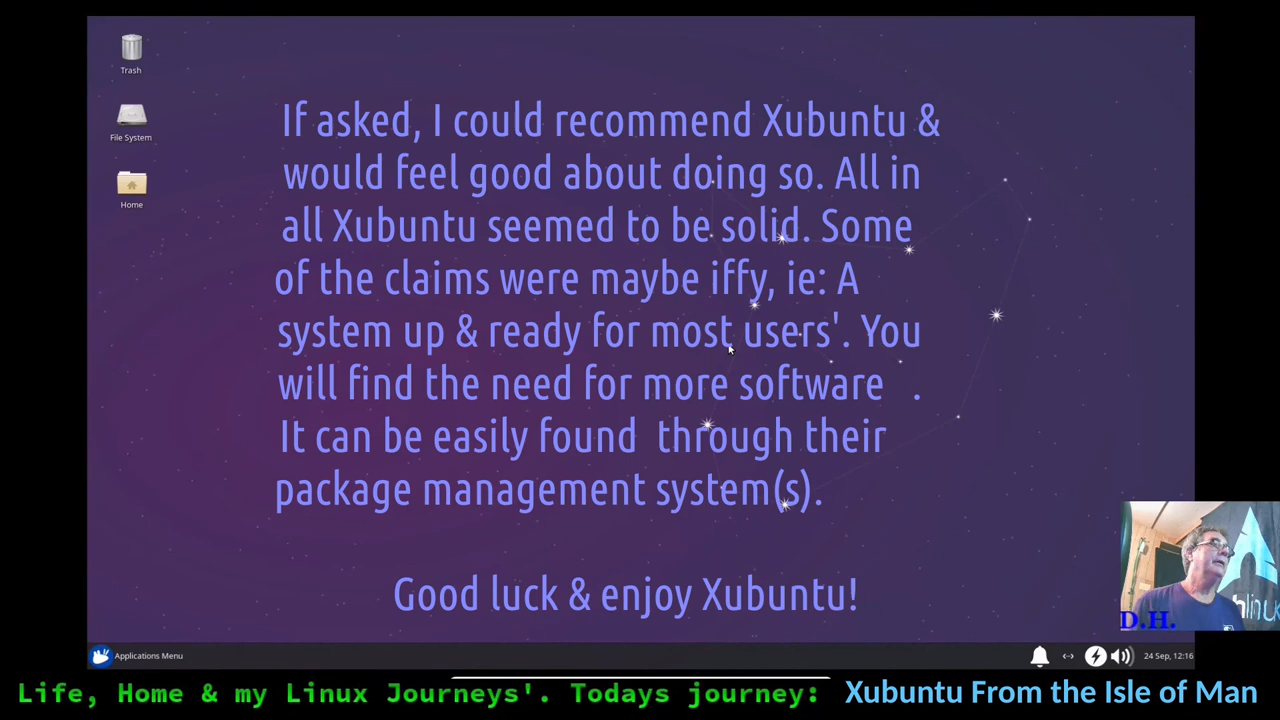 Trash
File System
Home
If asked, I could recommend Xubuntu &
would feel good about doing so. All in
all Xubuntu seemed to be solid. Some
of the claims were maybe iffy, ie: A
system up & ready for most users'. You
will find the need for more software .
It can be easily found through their
package management system(s).
Good luck & enjoy Xubuntu!
D.H.
hlinux
Applications Menu
24 Sep, 12:16
Life, Home & my Linux Journeys'. Todays journey: Xubuntu From the Isle of Man